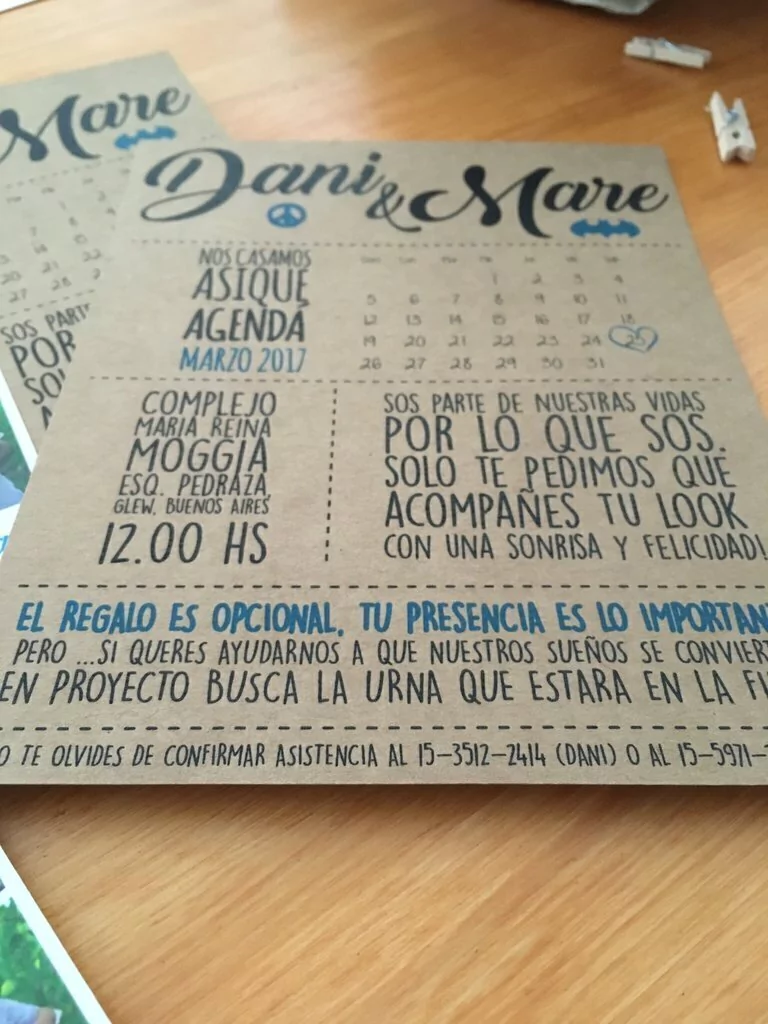 Mare
Dani & Mare
NOS CASAMOS
ASIQUE
AGENDA
MARZO 2017
1 2 3 4
5 6 7 8 9 10 11
12 13 14 15 16 17 18
19 20 21 22 23 24 25
26 27 28 29 30 31
COMPLEJO
MARIA REINA
MOGGIA
ESQ. PEDRAZA,
GLEW, BUENOS AIRES
12.00 HS
SOS PARTE DE NUESTRAS VIDAS
POR LO QUE SOS.
SOLO TE PEDIMOS QUE
ACOMPAÑES TU LOOK
CON UNA SONRISA Y FELICIDAD!
EL REGALO ES OPCIONAL, TU PRESENCIA ES LO IMPORTAN
PERO ...SI QUERES AYUDARNOS A QUE NUESTROS SUEÑOS SE CONVIER
EN PROYECTO BUSCA LA URNA QUE ESTARA EN LA FI
O TE OLVIDES DE CONFIRMAR ASISTENCIA AL 15-3512-2414 (DANI) O AL 15-5971-
SOS PART
POR
SO